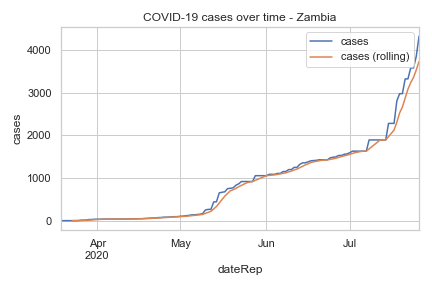 COVID-19 cases over time - Zambia
cases
cases (rolling)
4000
3000
2000
1000
0
cases
Apr
2020
May
Jun
Jul
dateRep